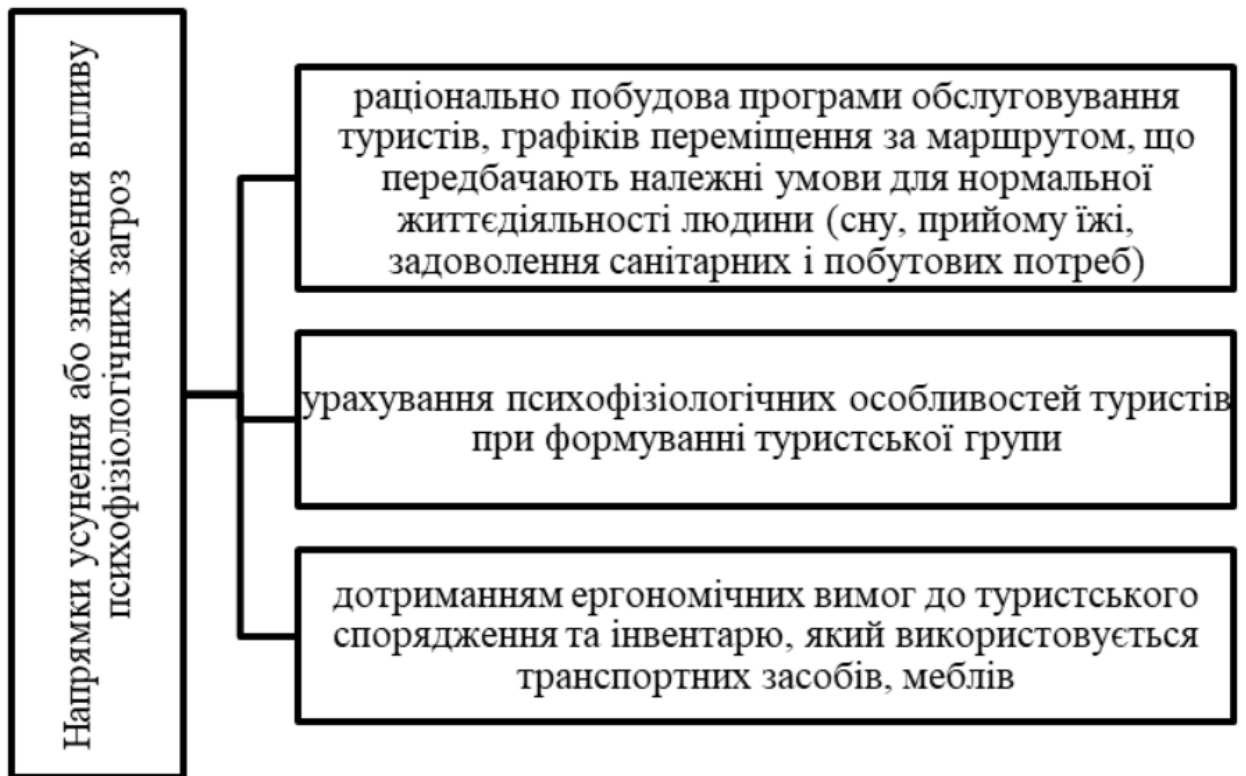 Напрямки усунення або зниження впливу
психофізіологічних загроз
раціонально побудова програми обслуговування
туристів, графіків переміщення за маршрутом, що
передбачають належні умови для нормальної
життєдіяльності людини (сну, прийому їжі,
задоволення санітарних і побутових потреб)
урахування психофізіологічних особливостей туристів
при формуванні туристської групи
дотриманням ергономічних вимог до туристського
спорядження та інвентарю, який використовується
транспортних засобів, меблів